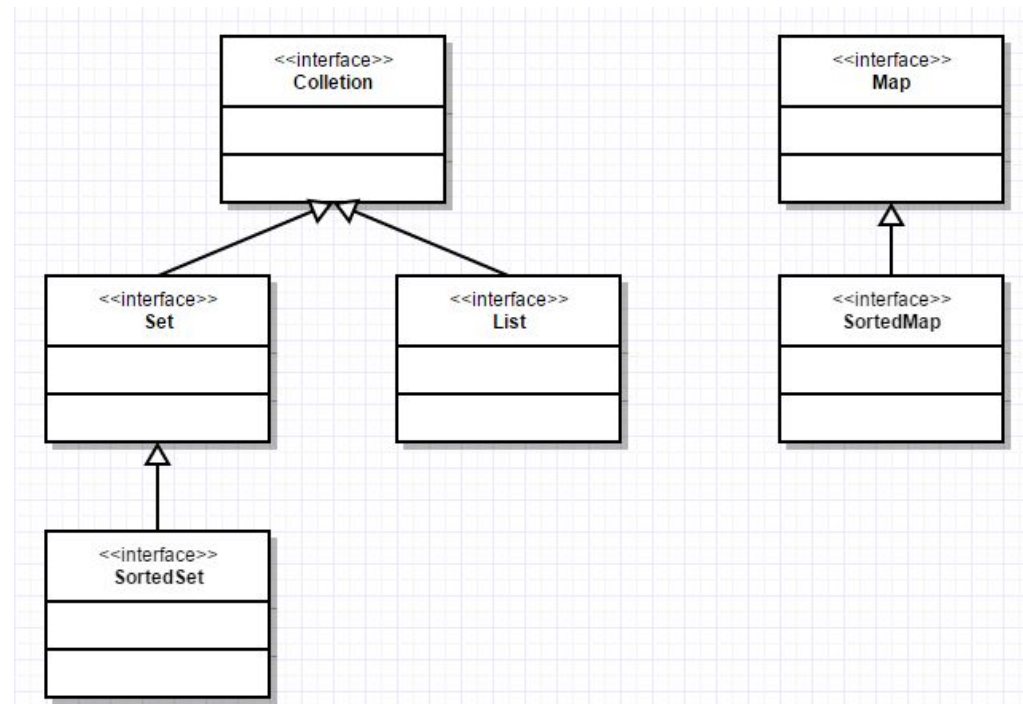 <<interface>>
Colletion
<<interface>>
Map
<<interface>>
Set
<<interface>>
List
<<interface>>
SortedMap
<<interface>>
SortedSet